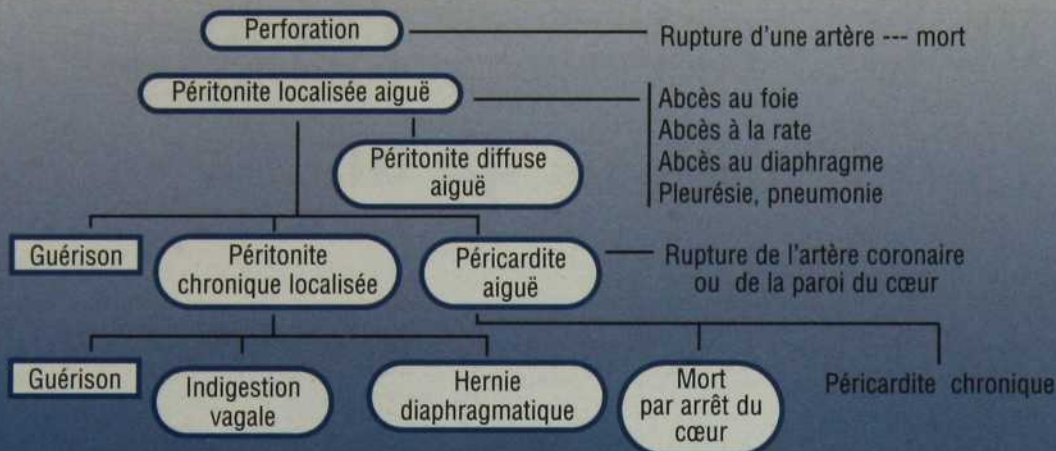 Perforation
Rupture d'une artère --- mort
Péritonite localisée aiguë
Abcès au foie
Abcès à la rate
Abcès au diaphragme
Pleurésie, pneumonie
Péritonite diffuse
aiguë
Guérison
Péritonite
chronique localisée
Péricardite
aiguë
Rupture de l'artère coronaire
ou de la paroi du cœur
Guérison
Indigestion
vagale
Hernie
diaphragmatique
Mort
par arrêt du
cœur
Péricardite chronique